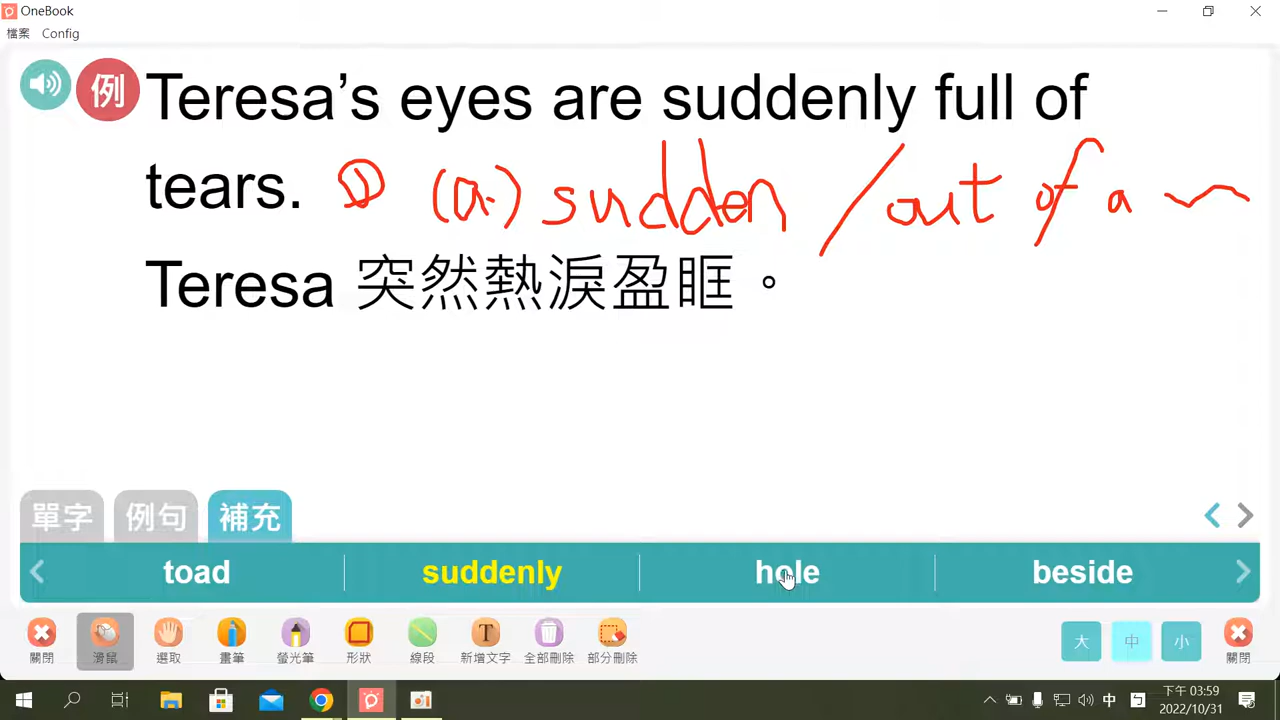 OneBook
檔案 Config
例 Teresa's eyes are suddenly full of
tears. ① (a.) sudden / out of a ~
Teresa 突然熱淚盈眶。
單字 例句 補充
toad suddenly hole beside
關閉 滑鼠 選取 畫筆 螢光筆 形狀 線段 新增文字 全部刪除 部分刪除 大 中 小 關閉
中 下午 03:59
2022/10/31